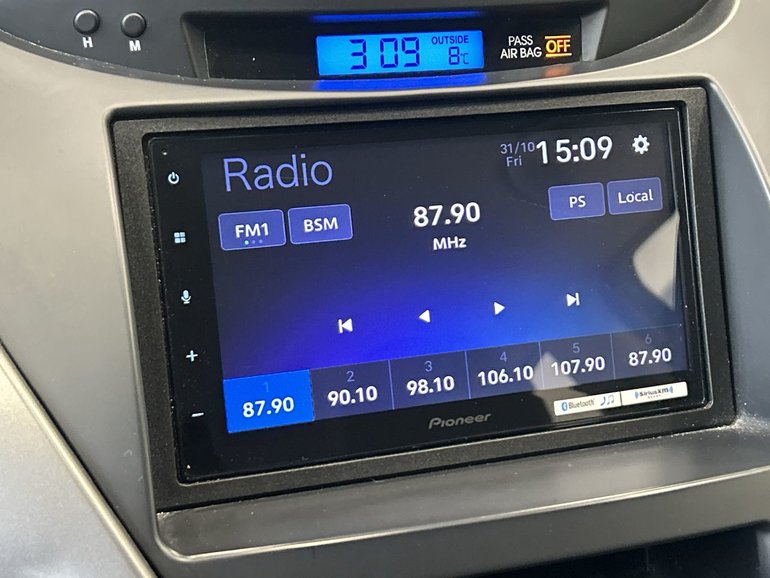 H M
3:09 OUTSIDE 8°C
PASS AIR BAG OFF
Radio
31/10 Fri 15:09
FM1 BSM
87.90
MHz
PS Local
1 2 3 4 5 6
87.90 90.10 98.10 106.10 107.90 87.90
Pioneer
Bluetooth SiriusXM